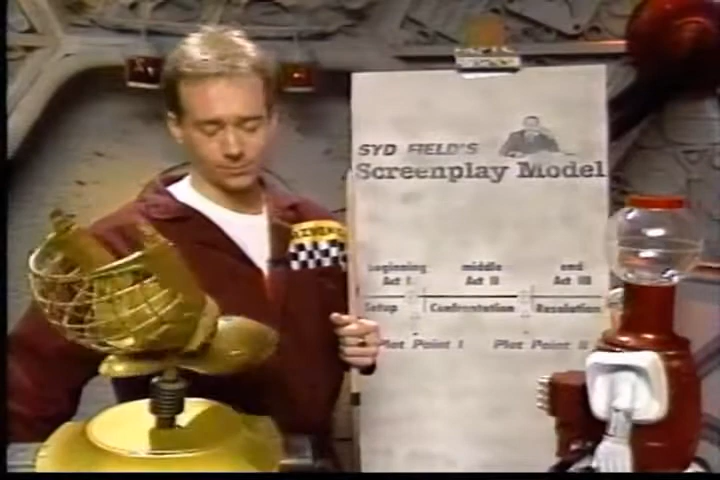 SYD FIELD'S
Screenplay Model
beginning middle end
Act I Act II Act III
Setup Confrontation Resolution
Plot Point I Plot Point II